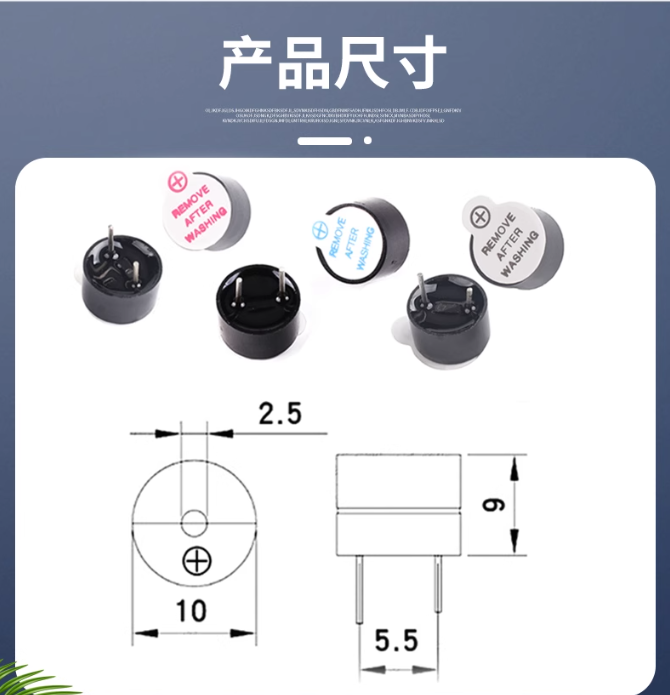 产品尺寸
REMOVE
AFTER
WASHING
REMOVE
AFTER
WASHING
REMOVE
AFTER
WASHING
2.5
9
10
5.5